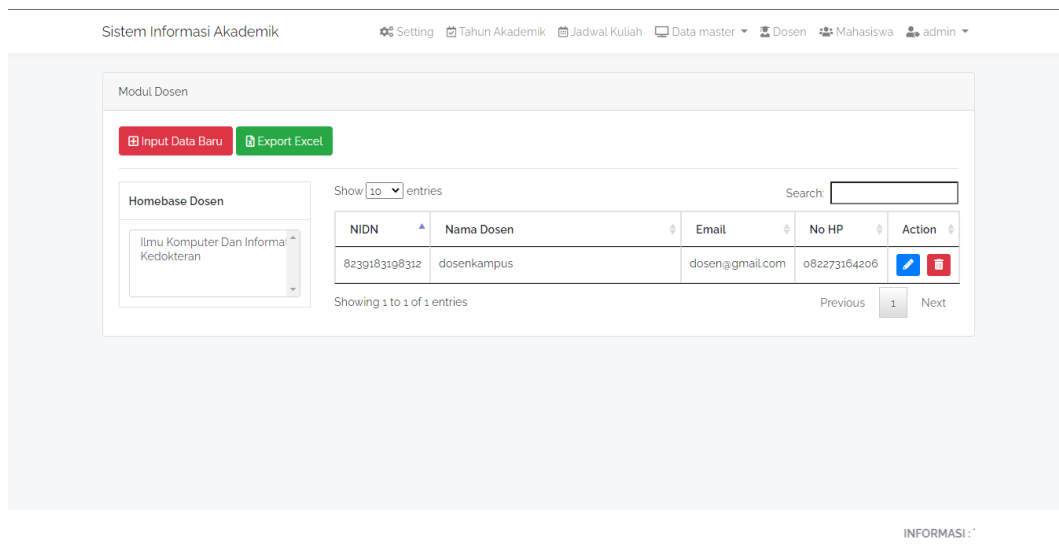 Sistem Informasi Akademik Setting Tahun Akademik Jadwal Kuliah Data master Dosen Mahasiswa admin
Modul Dosen
Input Data Baru Export Excel
Homebase Dosen
Ilmu Komputer Dan Informat
Kedokteran
Show 10 entries Search:
NIDN Nama Dosen Email No HP Action
8239183198312 dosenkampus dosen@gmail.com 082273164206
Showing 1 to 1 of 1 entries Previous 1 Next
INFORMASI :